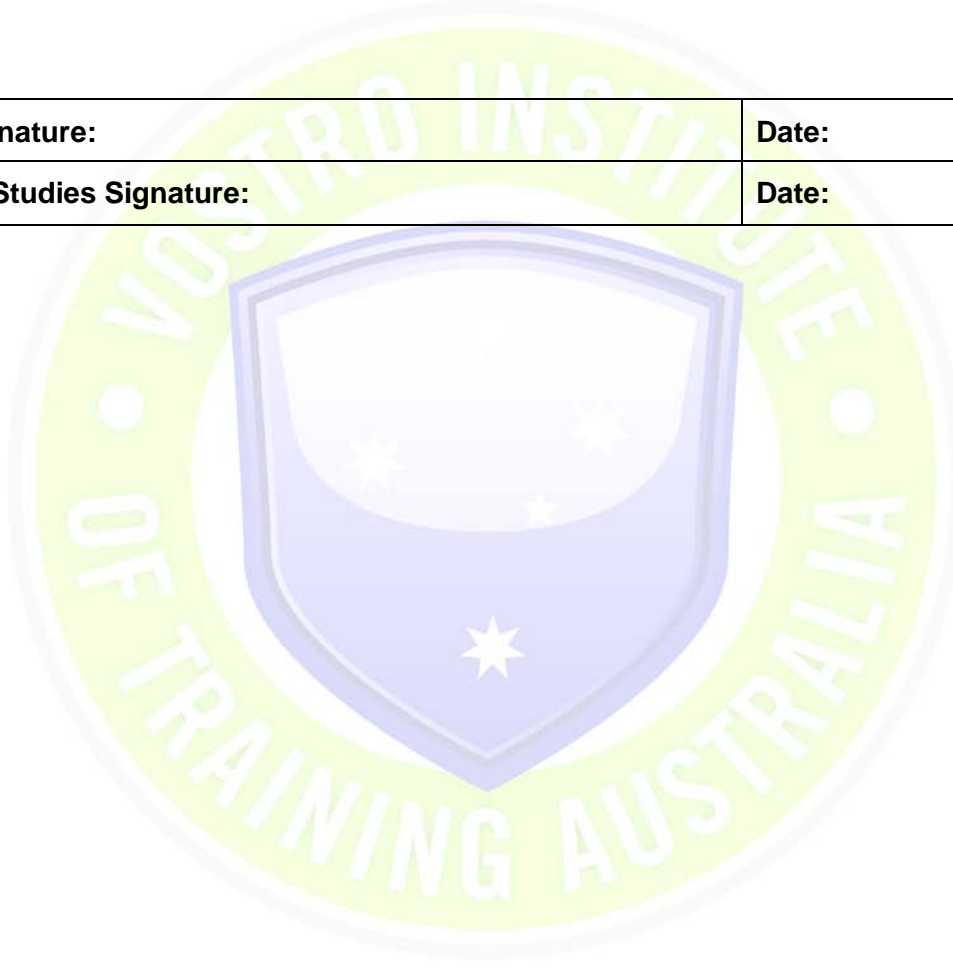 nature: Date:
Studies Signature: Date:
VOSTRO INSTITUTE
OF TRAINING AUSTRALIA